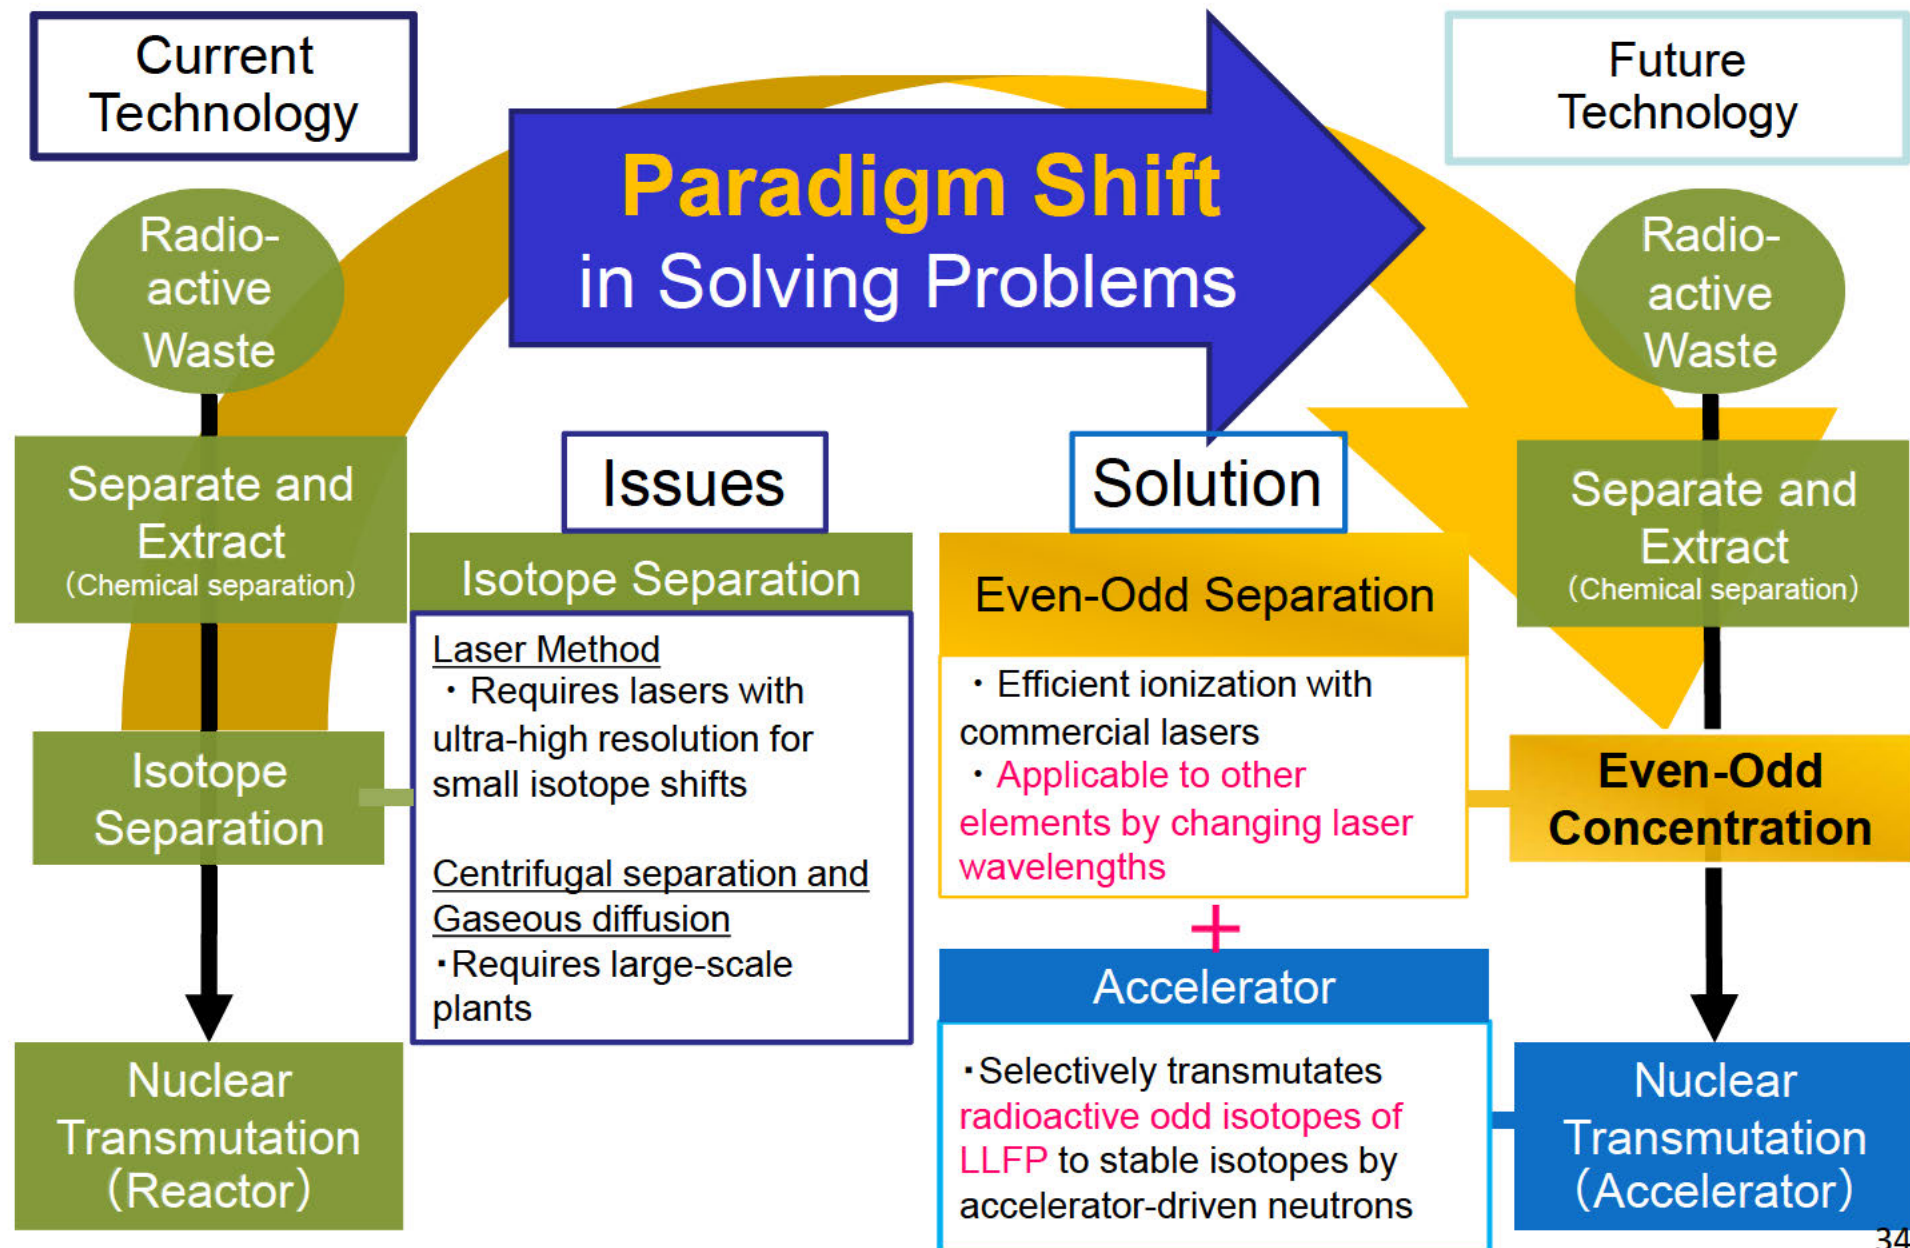 Current
Technology
Paradigm Shift
in Solving Problems
Future
Technology
Radio-
active
Waste
Separate and
Extract
（Chemical separation）
Isotope
Separation
Nuclear
Transmutation
（Reactor）
Issues
Isotope Separation
Laser Method
・Requires lasers with
ultra-high resolution for
small isotope shifts
Centrifugal separation and
Gaseous diffusion
・Requires large-scale
plants
Solution
Even-Odd Separation
・Efficient ionization with
commercial lasers
・Applicable to other
elements by changing laser
wavelengths
+
Accelerator
・Selectively transmutates
radioactive odd isotopes of
LLFP to stable isotopes by
accelerator-driven neutrons
Radio-
active
Waste
Separate and
Extract
（Chemical separation）
Even-Odd
Concentration
Nuclear
Transmutation
（Accelerator）
34